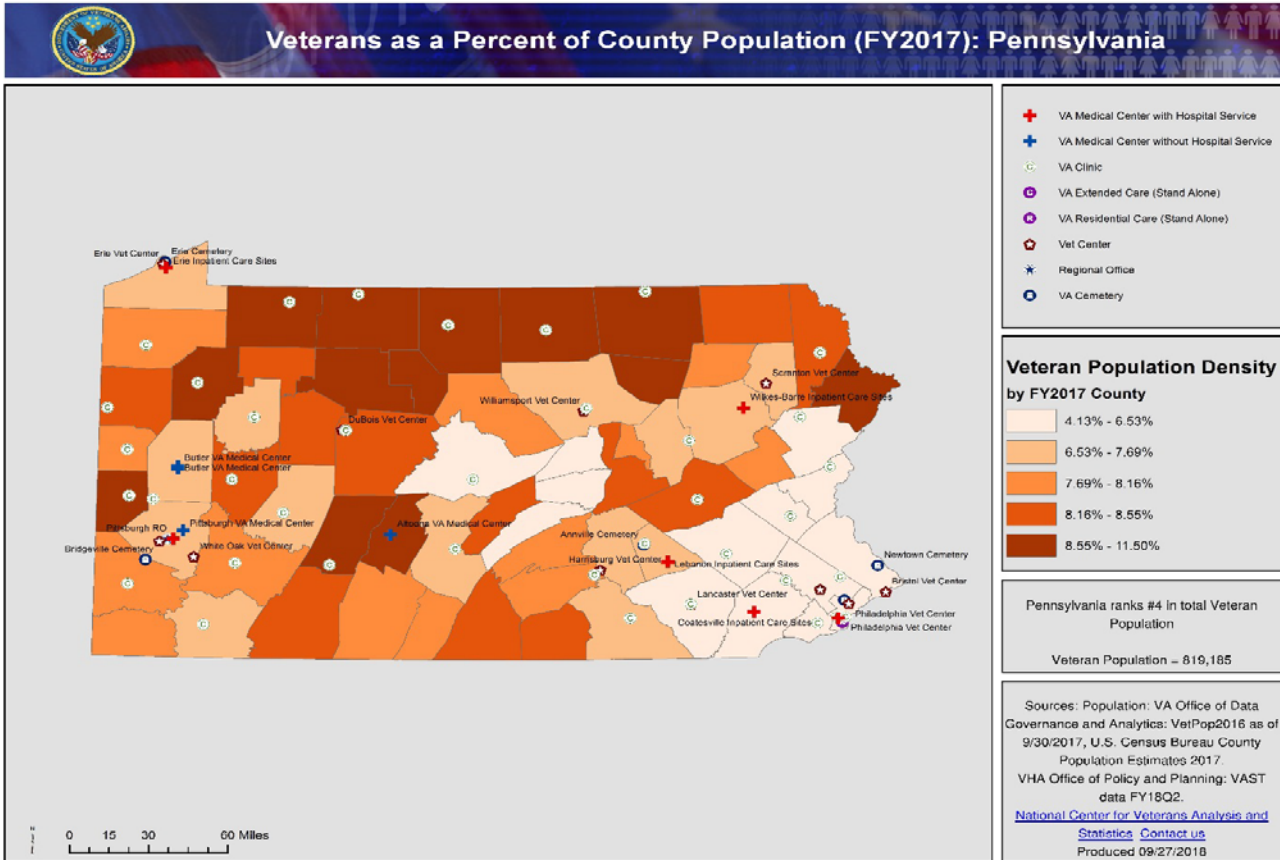 Veterans as a Percent of County Population (FY2017): Pennsylvania
VA Medical Center with Hospital Service
VA Medical Center without Hospital Service
VA Clinic
VA Extended Care (Stand Alone)
VA Residential Care (Stand Alone)
Vet Center
Regional Office
VA Cemetery
Veteran Population Density
by FY2017 County
4.13% - 6.53%
6.53% - 7.69%
7.69% - 8.16%
8.16% - 8.55%
8.55% - 11.50%
Pennsylvania ranks #4 in total Veteran
Population
Veteran Population = 819,185
Sources: Population: VA Office of Data
Governance and Analytics: VetPop2016 as of
9/30/2017, U.S. Census Bureau County
Population Estimates 2017.
VHA Office of Policy and Planning: VAST
data FY18Q2.
National Center for Veterans Analysis and
Statistics Contact us
Produced 09/27/2018
Erie Vet Center
Erie Cemetery
Erie Inpatient Care Sites
Scranton Vet Center
Wilkes-Barre Inpatient Care Sites
Williamsport Vet Center
DuBois Vet Center
Butler VA Medical Center
Butler VA Medical Center
Pittsburgh RO
Pittsburgh VA Medical Center
Bridgeville Cemetery
White Oak Vet Center
Altoona VA Medical Center
Annville Cemetery
Harrisburg Vet Center
Lebanon Inpatient Care Sites
Newtown Cemetery
Bristol Vet Center
Lancaster Vet Center
Coatesville Inpatient Care Sites
Philadelphia Vet Center
Philadelphia Vet Center
0 15 30 60 Miles